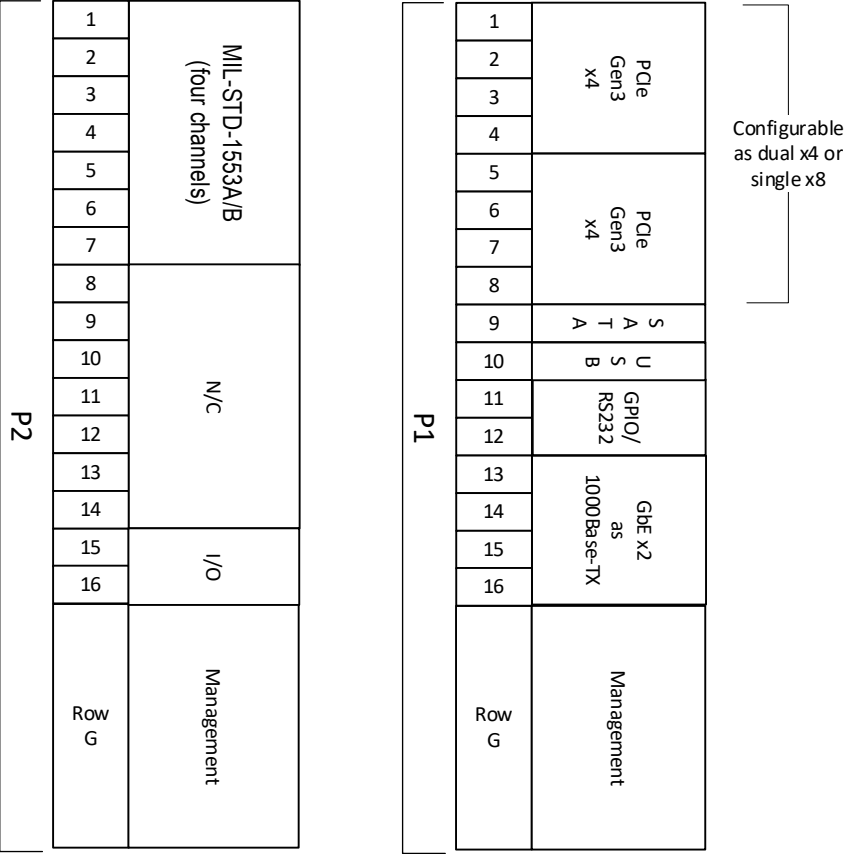 P2
1
2
3
4
5
6
7
8
9
10
11
12
13
14
15
16
Row
G
MIL-STD-1553A/B
(four channels)
N/C
I/O
Management
P1
1
2
3
4
5
6
7
8
9
10
11
12
13
14
15
16
Row
G
PCIe
Gen3
x4
PCIe
Gen3
x4
S A T A
U S B
GPIO/
RS232
GbE x2
as
1000Base-TX
Management
Configurable
as dual x4 or
single x8